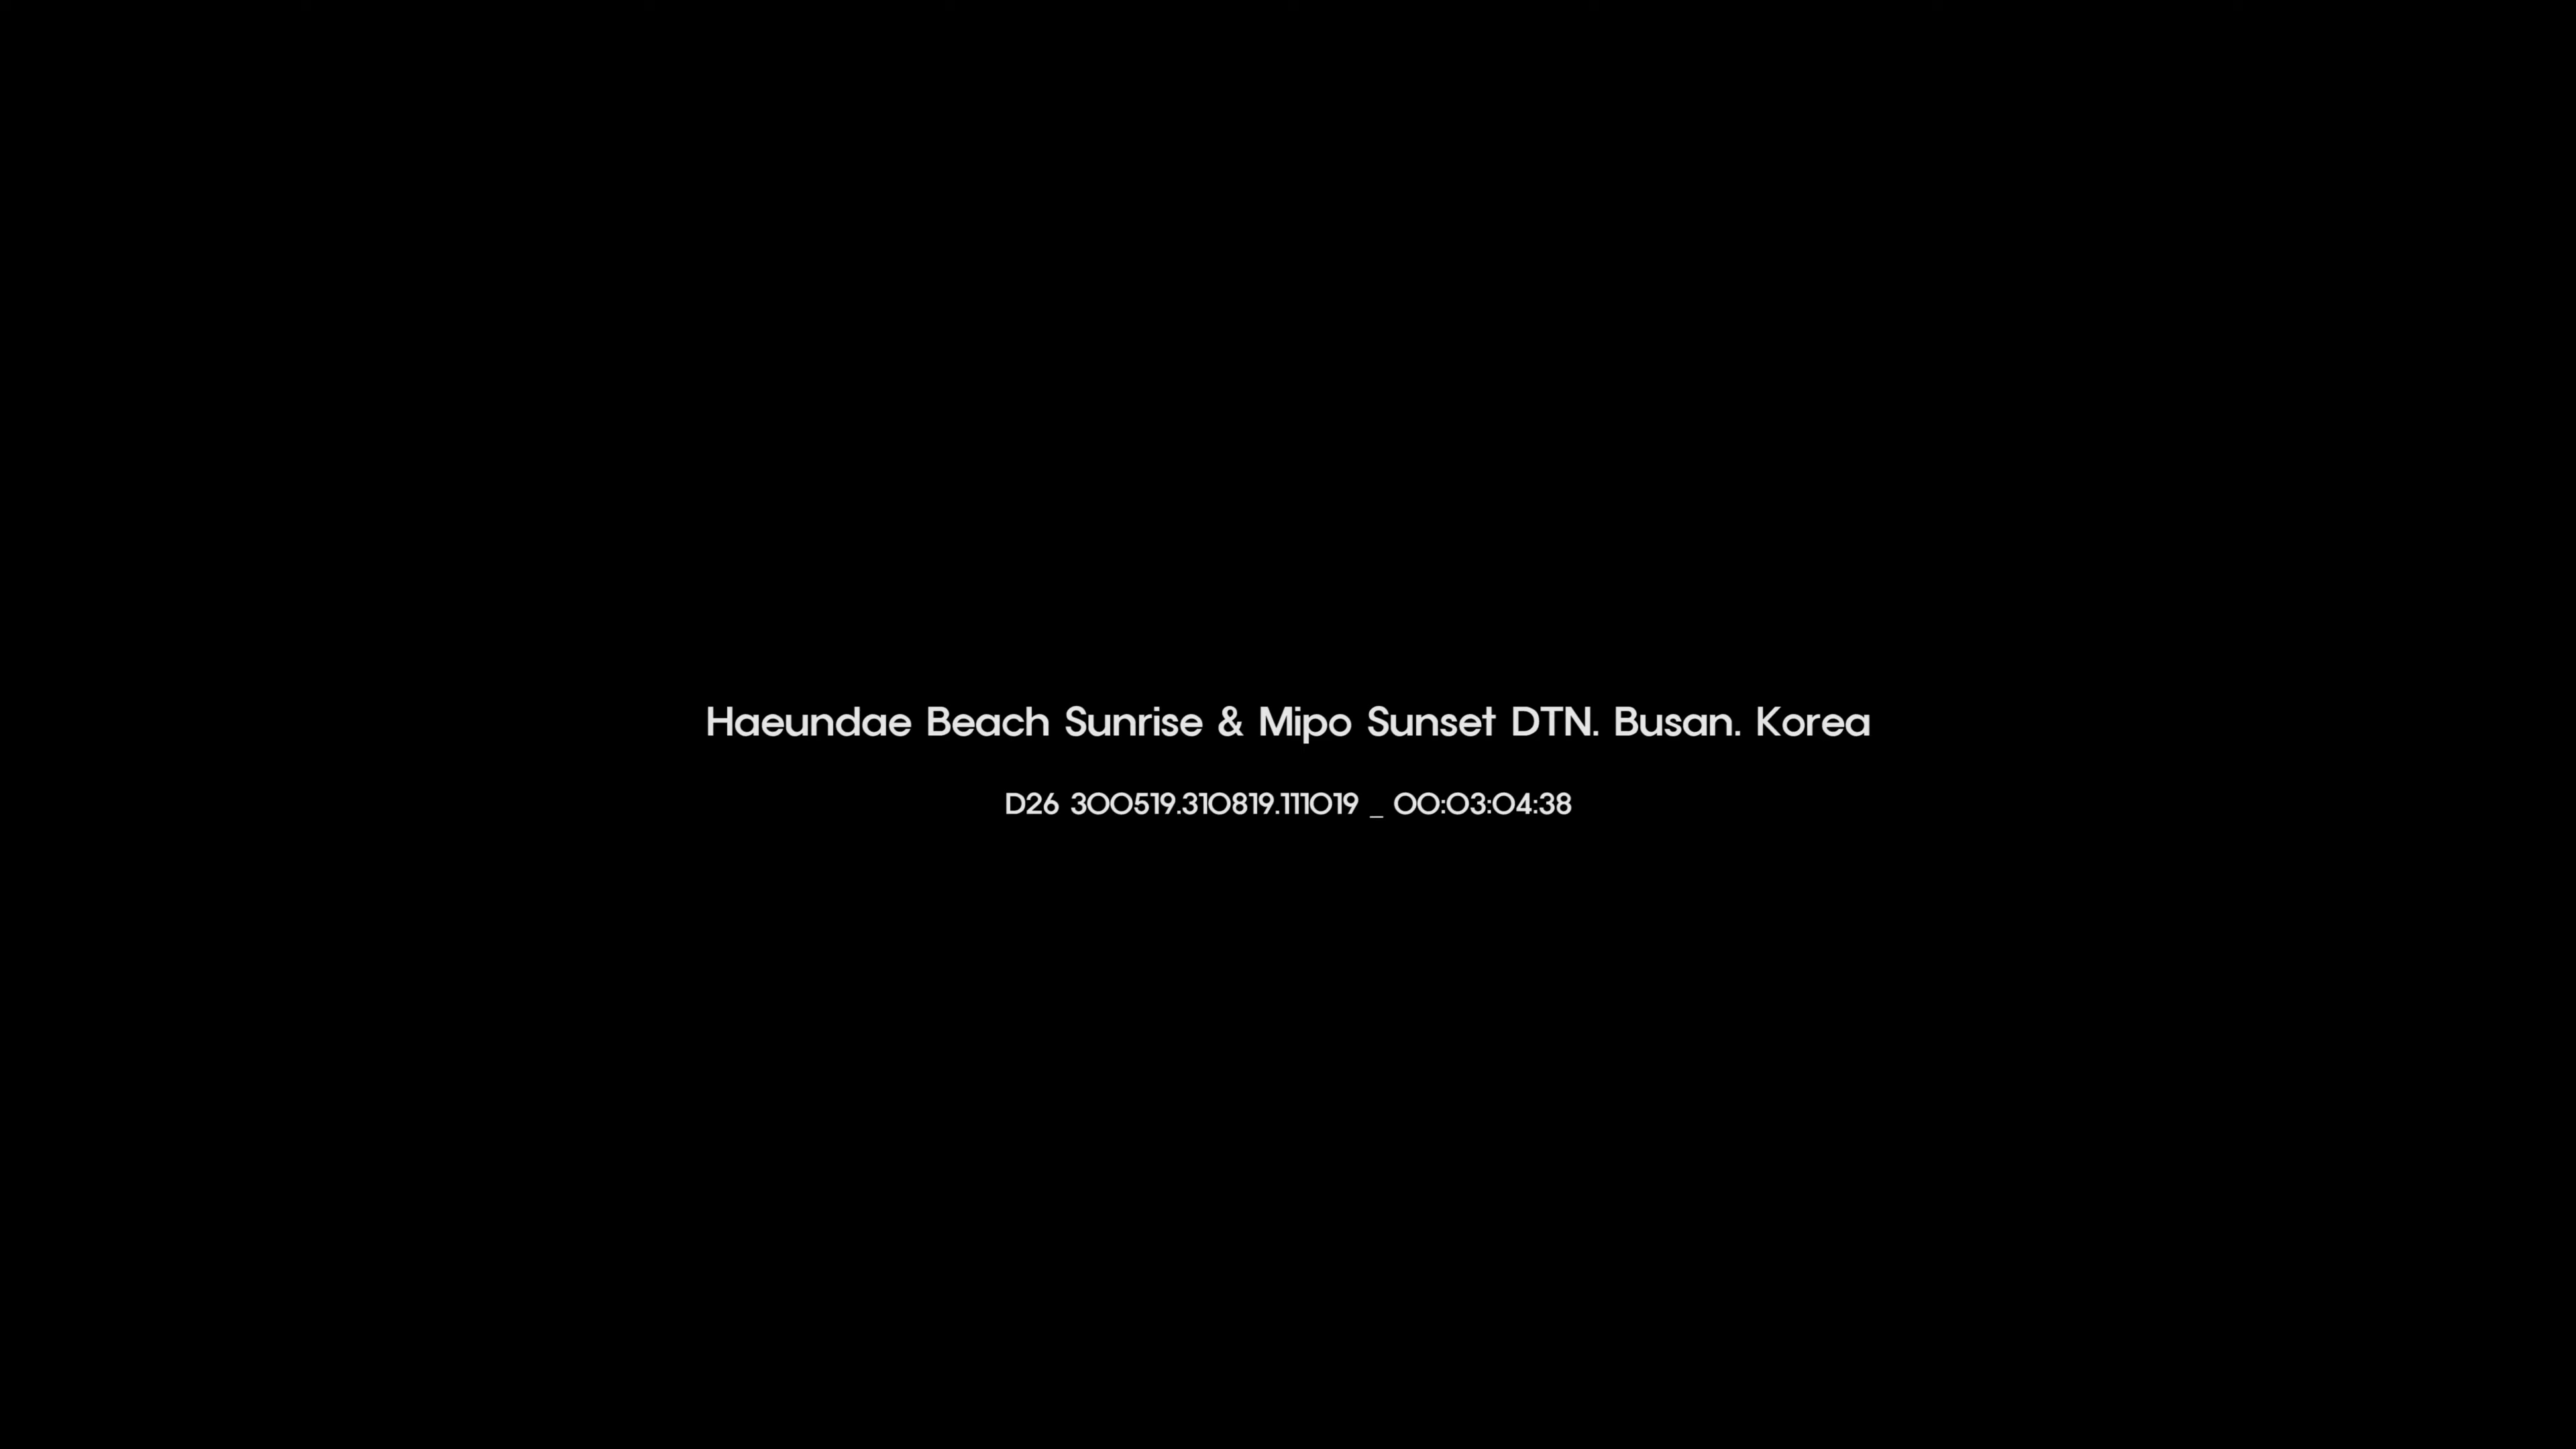 Haeundae Beach Sunrise & Mipo Sunset DTN. Busan. Korea
D26 300519.310819.111019 _ 00:03:04:38